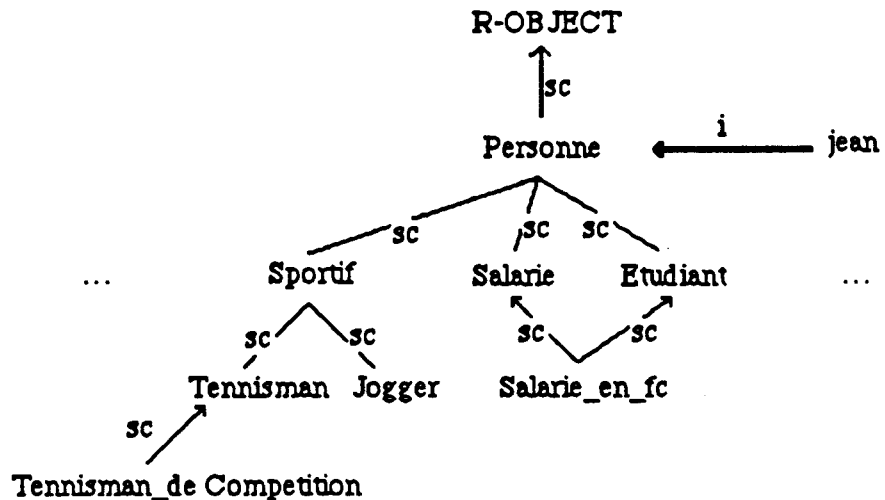 R-OBJECT
sc
Personne
i
jean
sc
sc
sc
...
Sportif
Salarie
Etudiant
...
sc
sc
sc
sc
Tennisman
Jogger
Salarie_en_fc
sc
Tennisman_de Competition